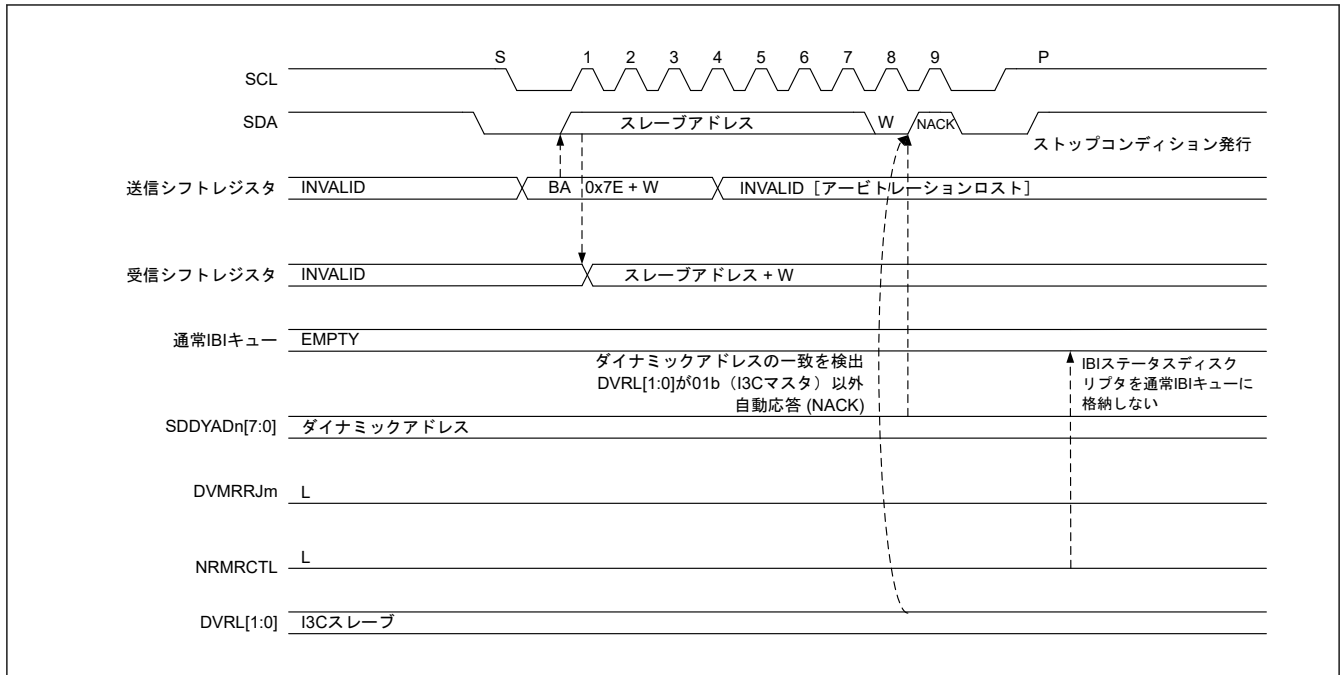 S 1 2 3 4 5 6 7 8 9 P
SCL
SDA スレーブアドレス W NACK
ストップコンディション発行
送信シフトレジスタ INVALID BA 0x7E + W INVALID［アービトレーションロスト］
受信シフトレジスタ INVALID スレーブアドレス + W
通常IBIキュー EMPTY
ダイナミックアドレスの一致を検出
DVRL[1:0]が01b（I3Cマスタ）以外
自動応答 (NACK)
IBIステータスディスク
リプタを通常IBIキューに
格納しない
SDDYADn[7:0] ダイナミックアドレス
DVMRRJm L
NRMRCTL L
DVRL[1:0] I3Cスレーブ